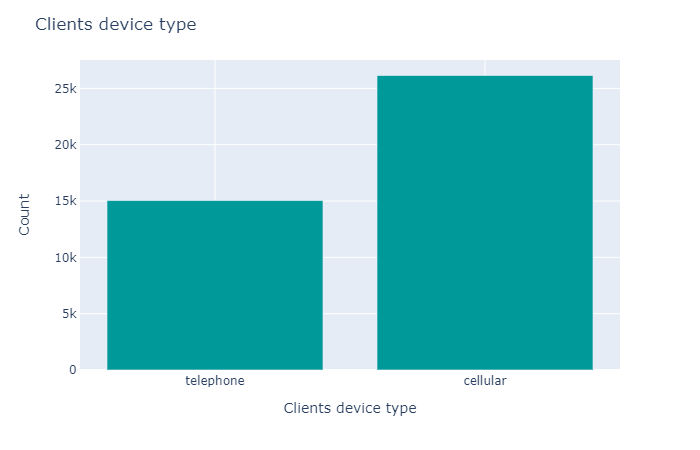 Clients device type
25k
20k
15k
10k
5k
0
Count
telephone cellular
Clients device type